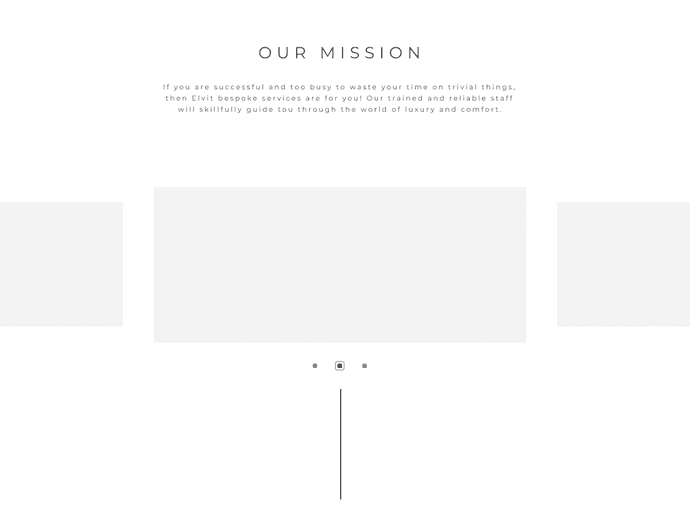 OUR MISSION
If you are successful and too busy to waste your time on trivial things,
then Elvit bespoke services are for you! Our trained and reliable staff
will skillfully guide tou through the world of luxury and comfort.